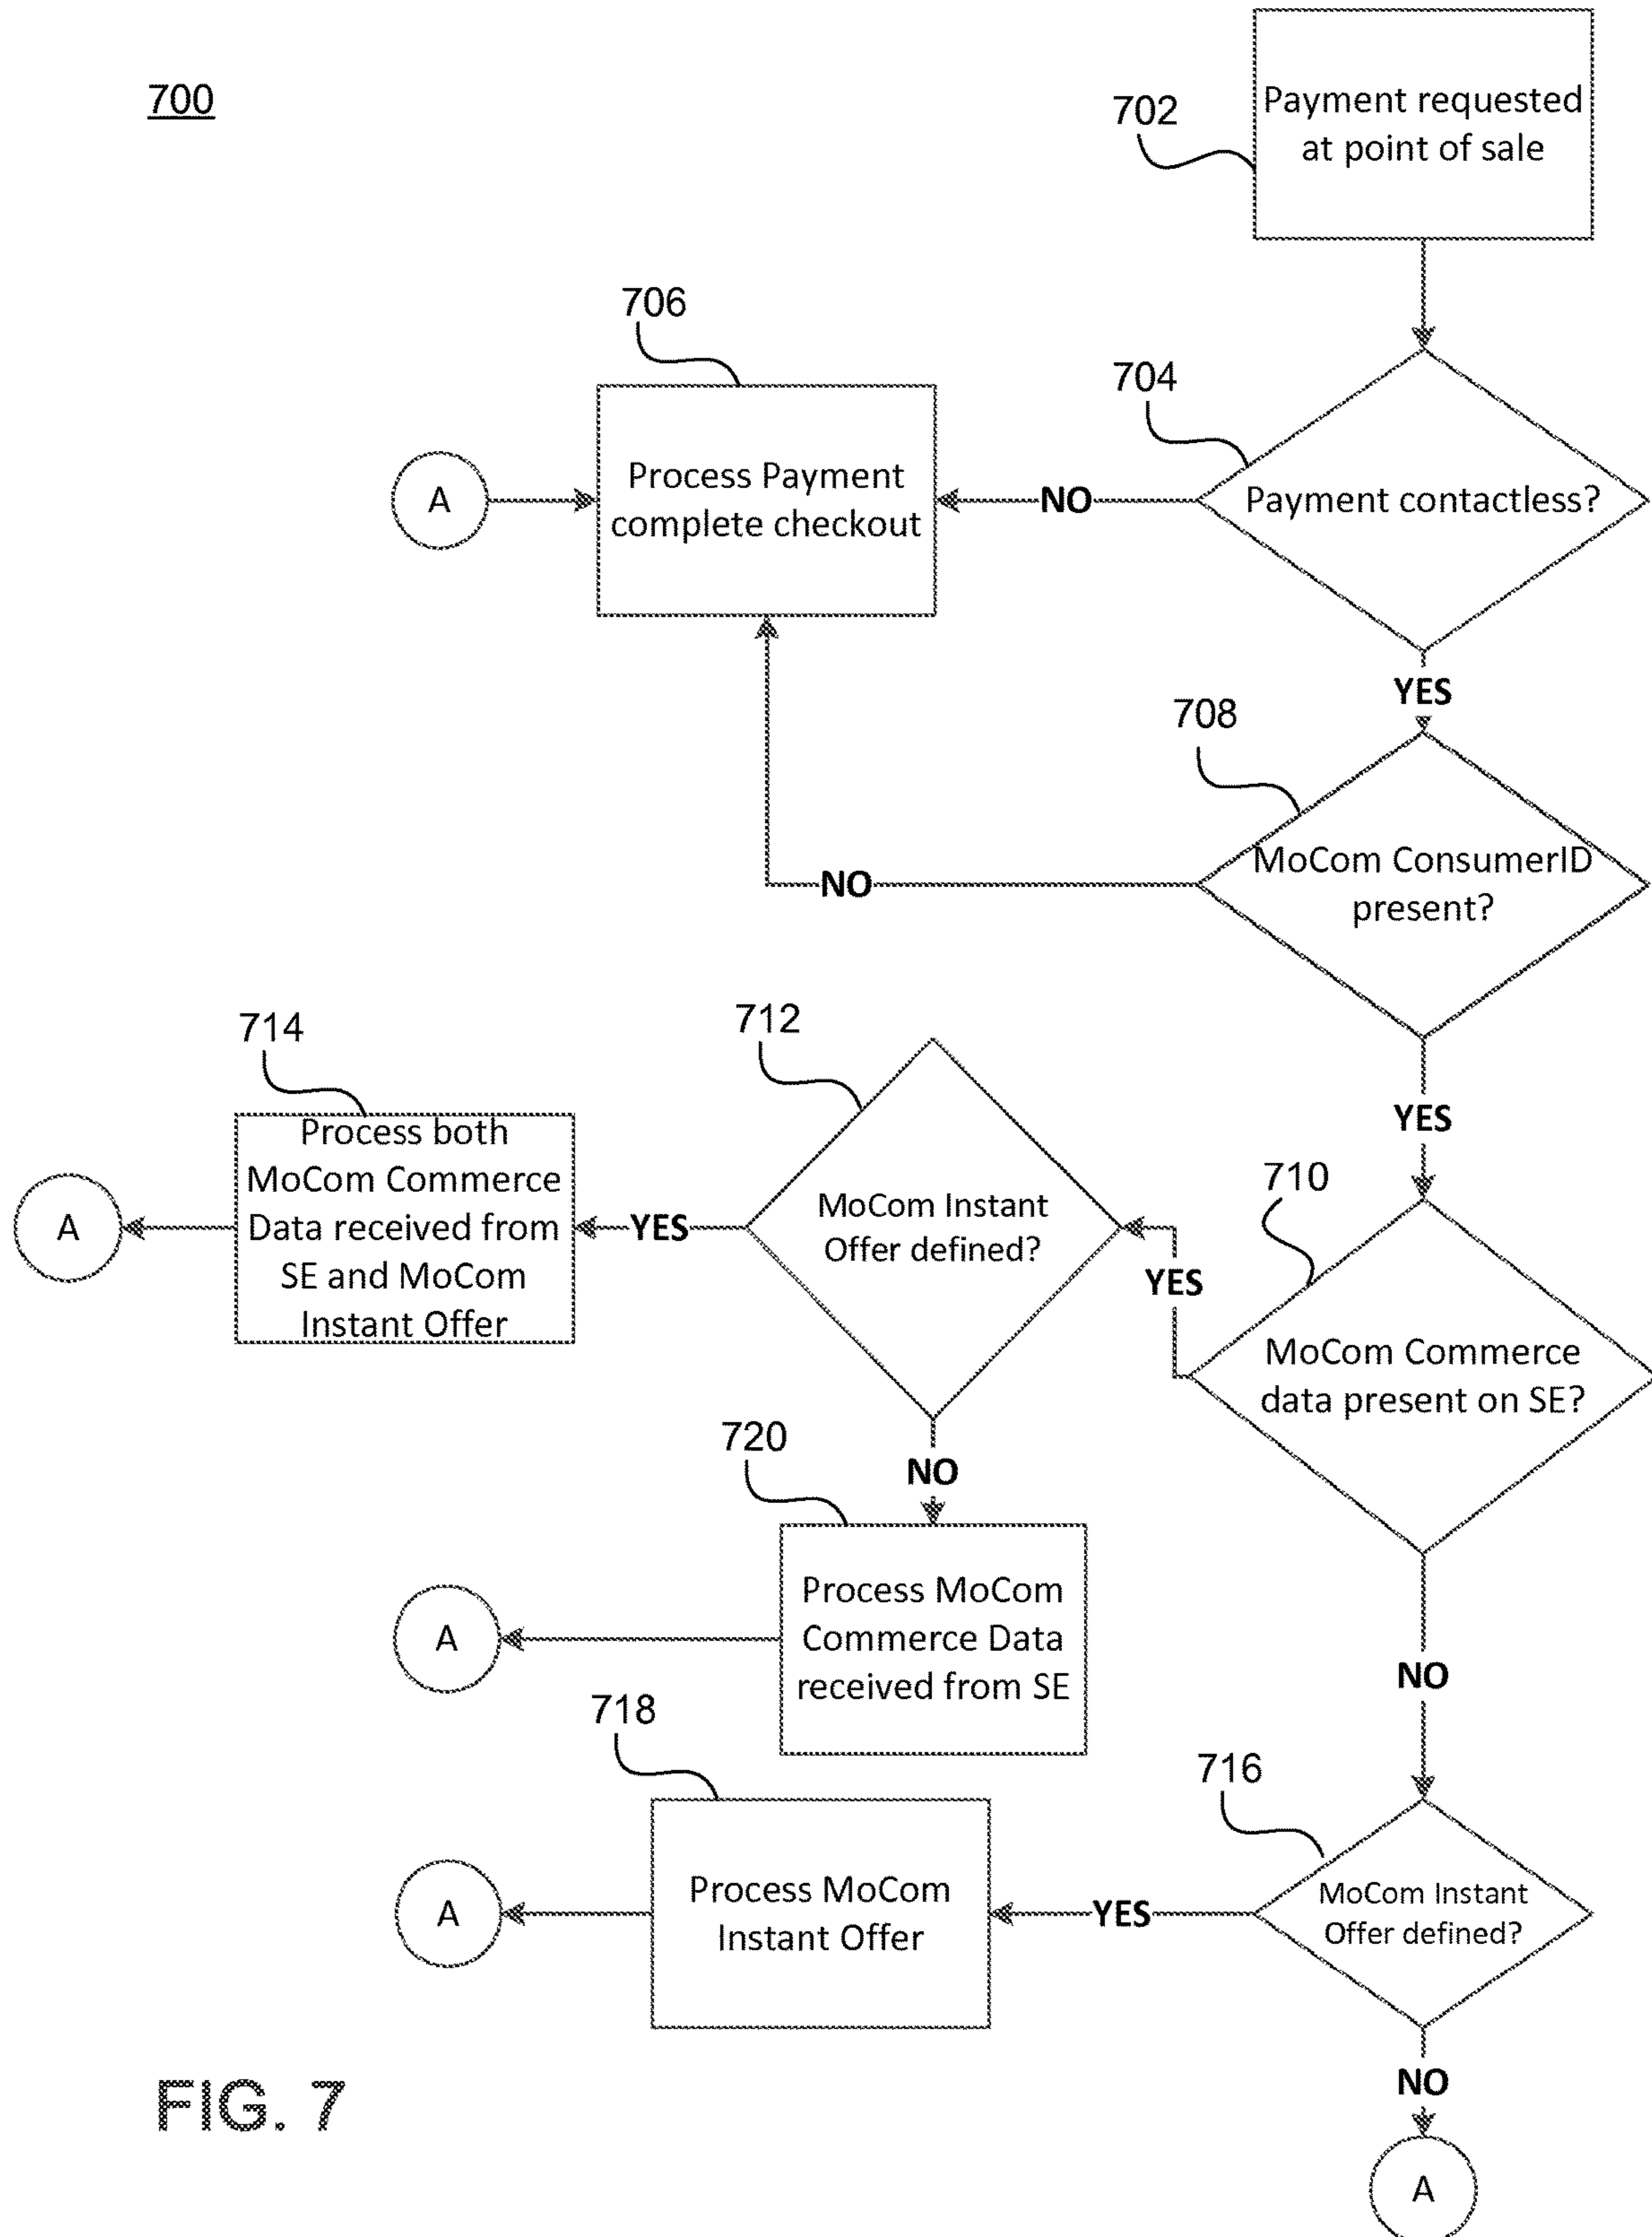 700
702
Payment requested
at point of sale
706
704
A
Process Payment
complete checkout
NO
Payment contactless?
YES
708
MoCom ConsumerID
present?
NO
YES
714
712
710
A
Process both
MoCom Commerce
Data received from
SE and MoCom
Instant Offer
YES
MoCom Instant
Offer defined?
YES
MoCom Commerce
data present on SE?
720
NO
A
Process MoCom
Commerce Data
received from SE
NO
718
716
A
Process MoCom
Instant Offer
YES
MoCom Instant
Offer defined?
NO
A
FIG. 7